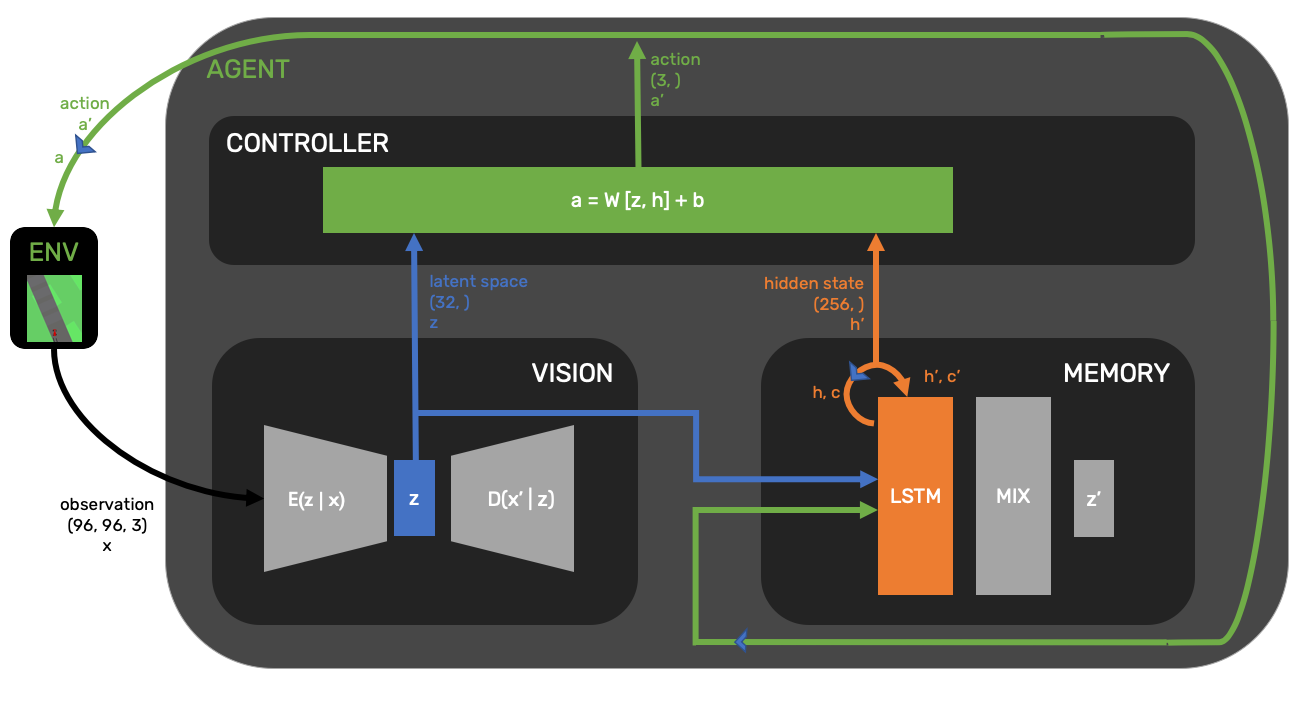 AGENT
action
(3, )
a′
action
a′
a
CONTROLLER
a = W [z, h] + b
ENV
latent space
(32, )
z
hidden state
(256, )
h′
VISION
MEMORY
h, c
h′, c′
E(z | x)
z
D(x′ | z)
LSTM
MIX
z′
observation
(96, 96, 3)
x